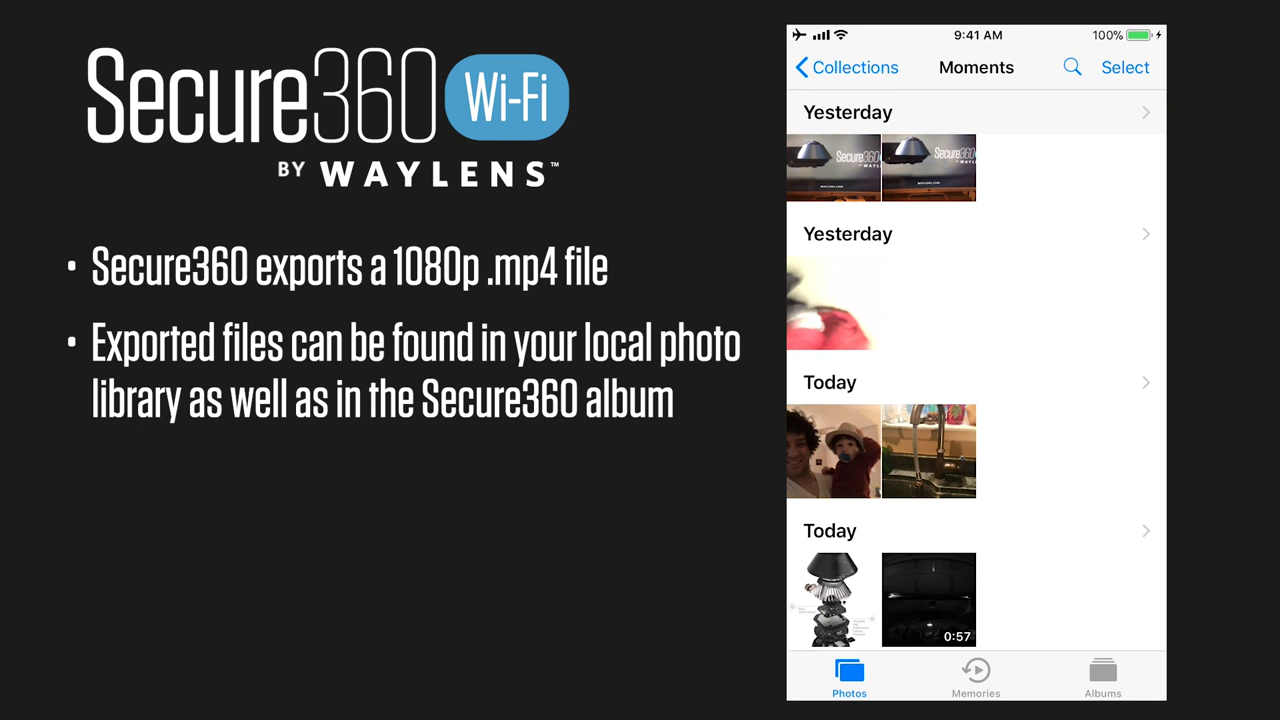 Secure360 Wi-Fi
BY WAYLENS™
• Secure360 exports a 1080p .mp4 file
• Exported files can be found in your local photo
library as well as in the Secure360 album
9:41 AM
100%
Collections
Moments
Select
Yesterday
Secure360
Secure360
Yesterday
Today
Today
0:57
Photos
Memories
Albums